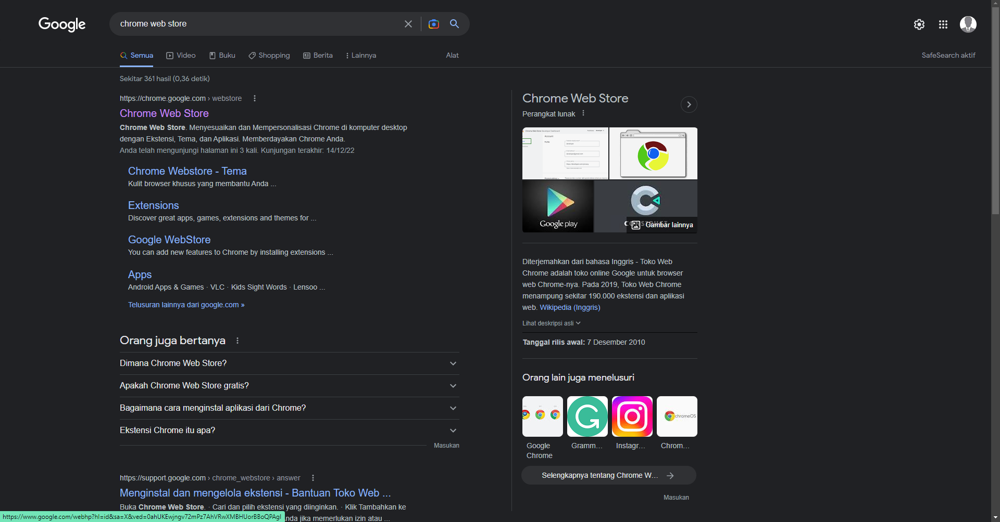 Google
chrome web store
Semua
Video
Buku
Shopping
Berita
Lainnya
Alat
SafeSearch aktif
Sekitar 361 hasil (0,36 detik)
https://chrome.google.com › webstore
Chrome Web Store
Chrome Web Store. Menyesuaikan dan Mempersonalisasi Chrome di komputer desktop
dengan Ekstensi, Tema, dan Aplikasi. Memberdayakan Chrome Anda.
Anda telah mengunjungi halaman ini 3 kali. Kunjungan terakhir: 14/12/22
Chrome Webstore - Tema
Kulit browser khusus yang membantu Anda ...
Extensions
Discover great apps, games, extensions and themes for ...
Google WebStore
You can add new features to Chrome by installing extensions ...
Apps
Android Apps & Games · VLC · Kids Sight Words · Lensoo ...
Telusuran lainnya dari google.com »
Orang juga bertanya
Dimana Chrome Web Store?
Apakah Chrome Web Store gratis?
Bagaimana cara menginstal aplikasi dari Chrome?
Ekstensi Chrome itu apa?
Masukan
https://support.google.com › chrome_webstore › answer
Menginstal dan mengelola ekstensi - Bantuan Toko Web ...
Buka Chrome Web Store. · Cari dan pilih ekstensi yang diinginkan. · Klik Tambahkan ke
nda jika memerlukan izin atau ...
https://www.google.com/webhp?hl=id&sa=X&ved=0ahUKEwjngv72mPz7AhVRwXMBHUorBBoQPAgI
Chrome Web Store
Perangkat lunak
Account
Google play
Gambar lainnya
Diterjemahkan dari bahasa Inggris - Toko Web
Chrome adalah toko online Google untuk browser
web Chrome-nya. Pada 2019, Toko Web Chrome
menampung sekitar 190.000 ekstensi dan aplikasi
web. Wikipedia (Inggris)
Lihat deskripsi asli
Tanggal rilis awal: 7 Desember 2010
Orang lain juga menelusuri
chromeOS
Google
Chrome
Gramm...
Instagr...
Chrom...
Selengkapnya tentang Chrome W...
Masukan